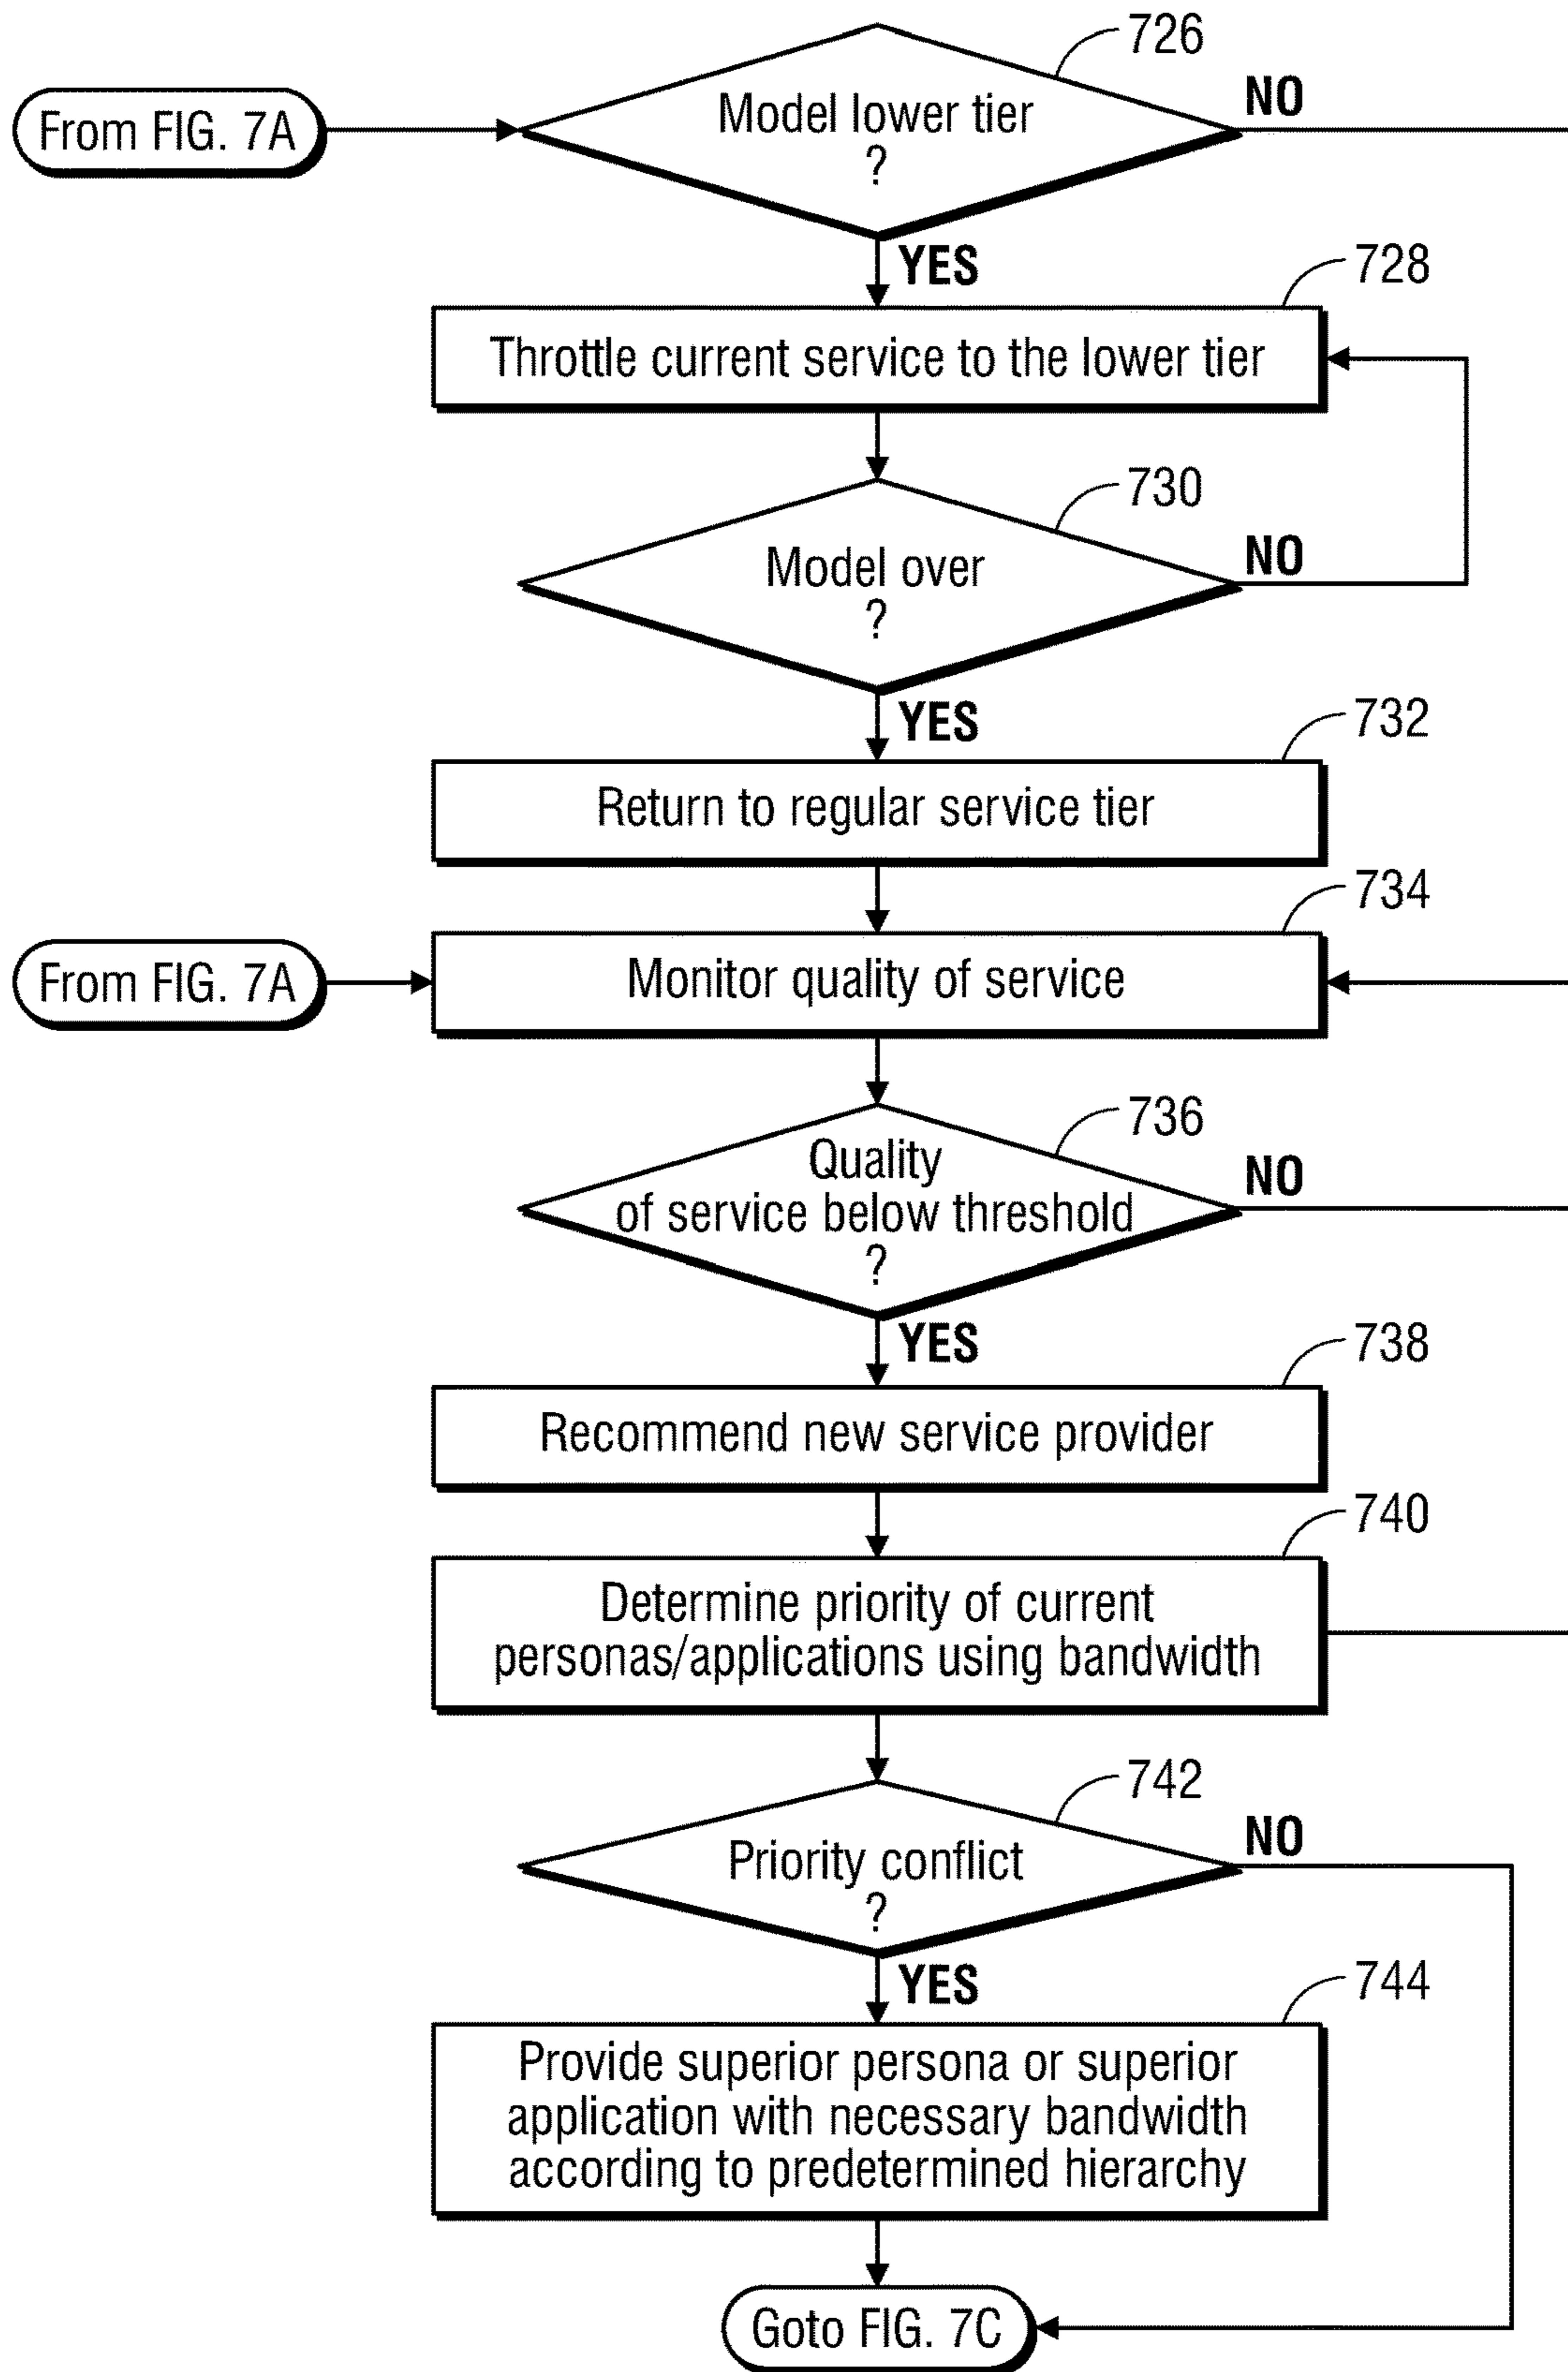 726
From FIG. 7A
Model lower tier
?
NO
YES
728
Throttle current service to the lower tier
730
Model over
?
NO
YES
732
Return to regular service tier
734
From FIG. 7A
Monitor quality of service
736
Quality
of service below threshold
?
NO
YES
738
Recommend new service provider
740
Determine priority of current
personas/applications using bandwidth
742
Priority conflict
?
NO
YES
744
Provide superior persona or superior
application with necessary bandwidth
according to predetermined hierarchy
Goto FIG. 7C